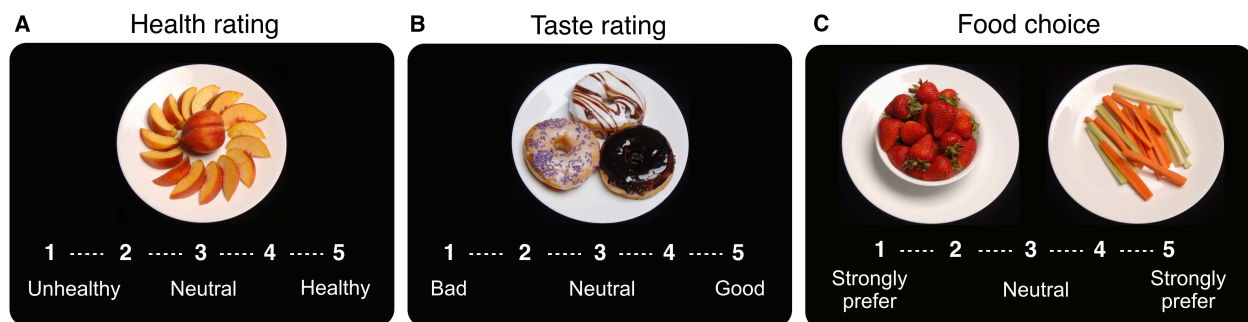 A Health rating
1 ----- 2 ----- 3 ----- 4 ----- 5
Unhealthy Neutral Healthy
B Taste rating
1 ----- 2 ----- 3 ----- 4 ----- 5
Bad Neutral Good
C Food choice
1 ----- 2 ----- 3 ----- 4 ----- 5
Strongly
prefer
Neutral
Strongly
prefer